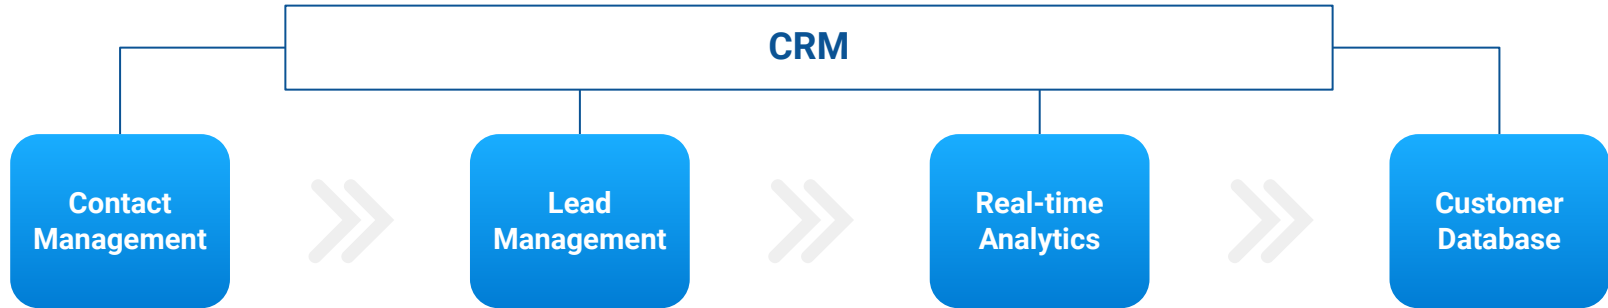 CRM
Contact
Management
Lead
Management
Real-time
Analytics
Customer
Database